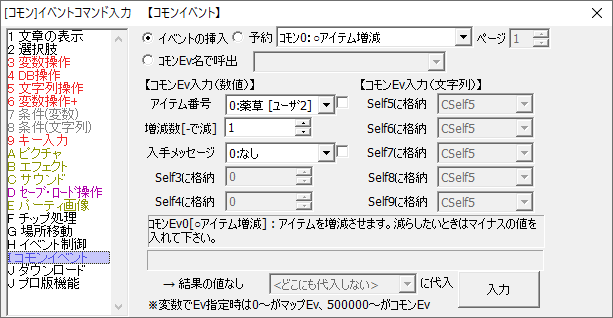 [コモン]イベントコマンド入力 【コモンイベント】
1 文章の表示
2 選択肢
3 変数操作
4 DB操作
5 文字列操作
6 変数操作+
7 条件(変数)
8 条件(文字列)
9 キー入力
A ピクチャ
B エフェクト
C サウンド
D セーブ・ロード操作
E パーティ画像
F チップ処理
G 場所移動
H イベント制御
I コモンイベント
J ダウンロード
J プロ版機能
イベントの挿入 予約 コモン0: ○アイテム増減 ページ 1
コモンEv名で呼出
【コモンEv入力(数値)】 【コモンEv入力(文字列)】
アイテム番号 0:薬草 [ユーザ2] Self5に格納 CSelf5
増減数[-で減] 1 Self6に格納 CSelf5
入手メッセージ 0:なし Self7に格納 CSelf5
Self3に格納 0 Self8に格納 CSelf5
Self4に格納 0 Self9に格納 CSelf5
コモンEv0[○アイテム増減] : アイテムを増減させます。減らしたいときはマイナスの値を
入れて下さい。
→ 結果の値なし <どこにも代入しない> に代入 入力
※変数でEv指定時は0～がマップEv、500000～がコモンEv